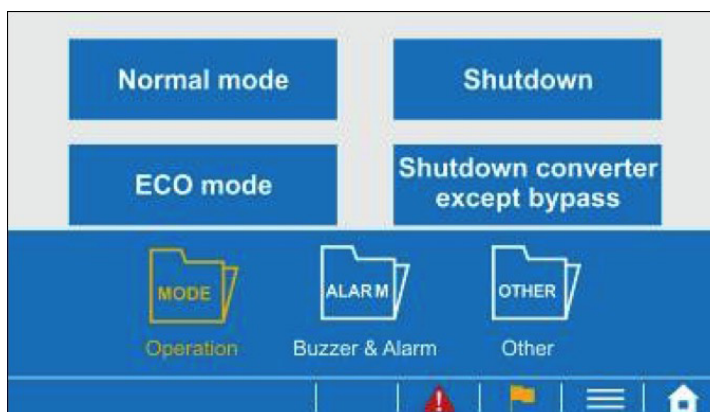 Normal mode
Shutdown
ECO mode
Shutdown converter
except bypass
MODE
ALARM
OTHER
Operation
Buzzer & Alarm
Other